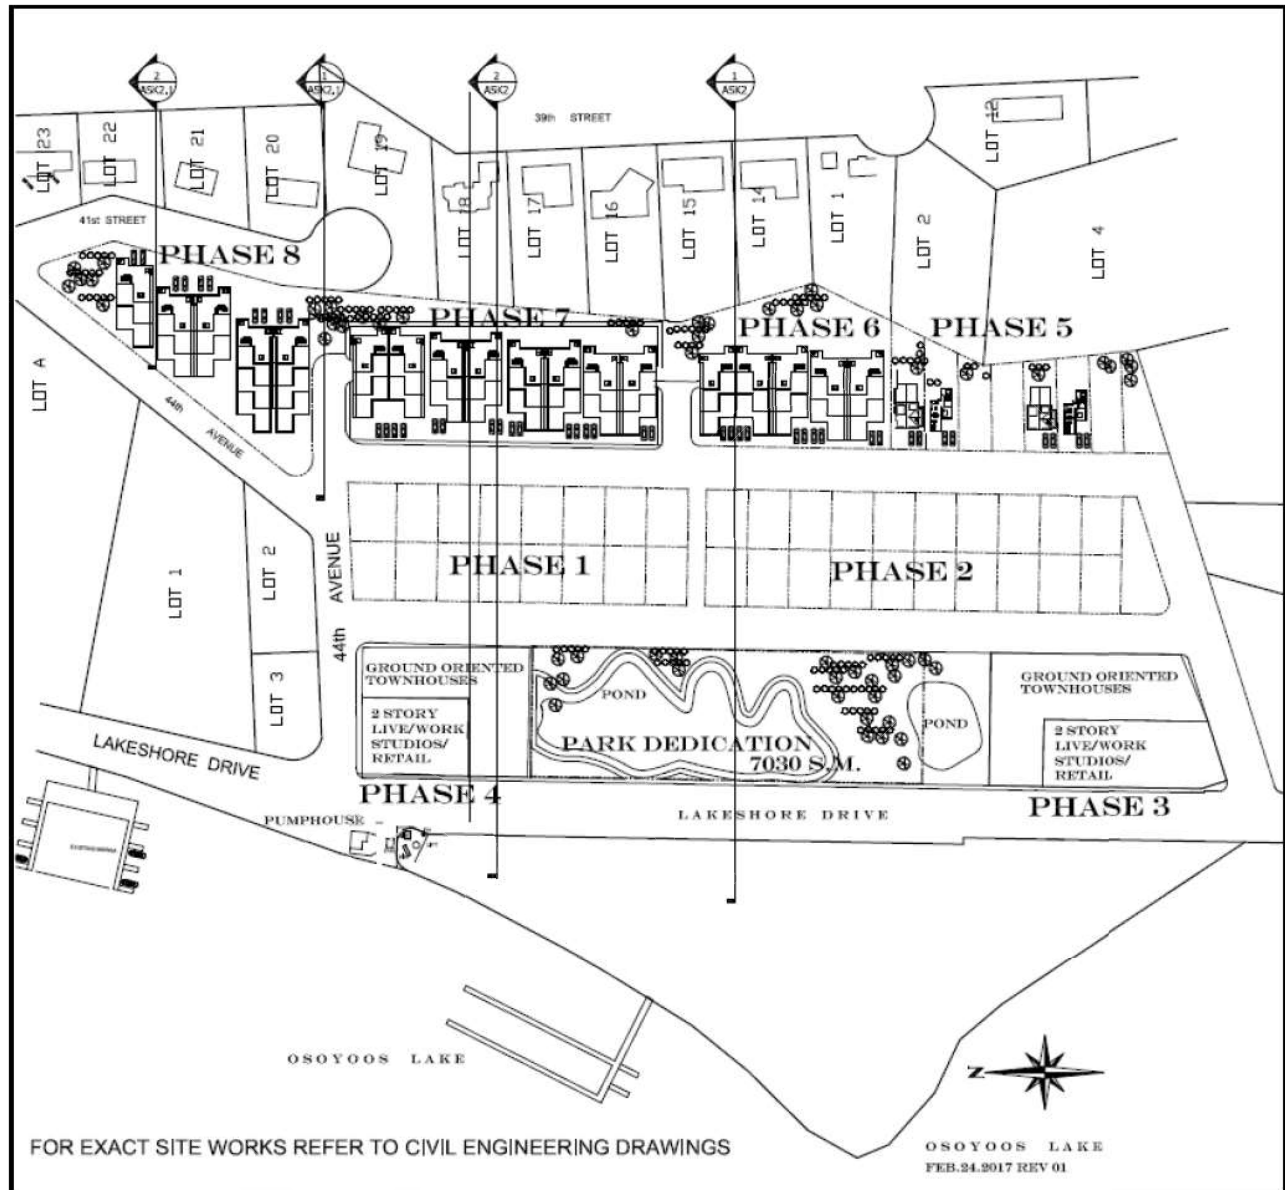 2
ASK2.1
1
ASK2.1
2
ASK2
1
ASK2
39th STREET
LOT 23
LOT 22
LOT 21
LOT 20
LOT 19
LOT 18
LOT 17
LOT 16
LOT 15
LOT 14
LOT 1
LOT 2
LOT 12
LOT 4
41st STREET
PHASE 8
PHASE 7
PHASE 6
PHASE 5
LOT A
44th
AVENUE
LOT 1
LOT 2
LOT 3
44th AVENUE
PHASE 1
PHASE 2
GROUND ORIENTED
TOWNHOUSES
2 STORY
LIVE/WORK
STUDIOS/
RETAIL
POND
PARK DEDICATION
7030 S.M.
POND
GROUND ORIENTED
TOWNHOUSES
2 STORY
LIVE/WORK
STUDIOS/
RETAIL
LAKESHORE DRIVE
PHASE 4
PHASE 3
PUMPHOUSE
LAKESHORE DRIVE
OSOYOOS LAKE
N
FOR EXACT SITE WORKS REFER TO CIVIL ENGINEERING DRAWINGS
OSOYOOS LAKE
FEB.24.2017 REV 01